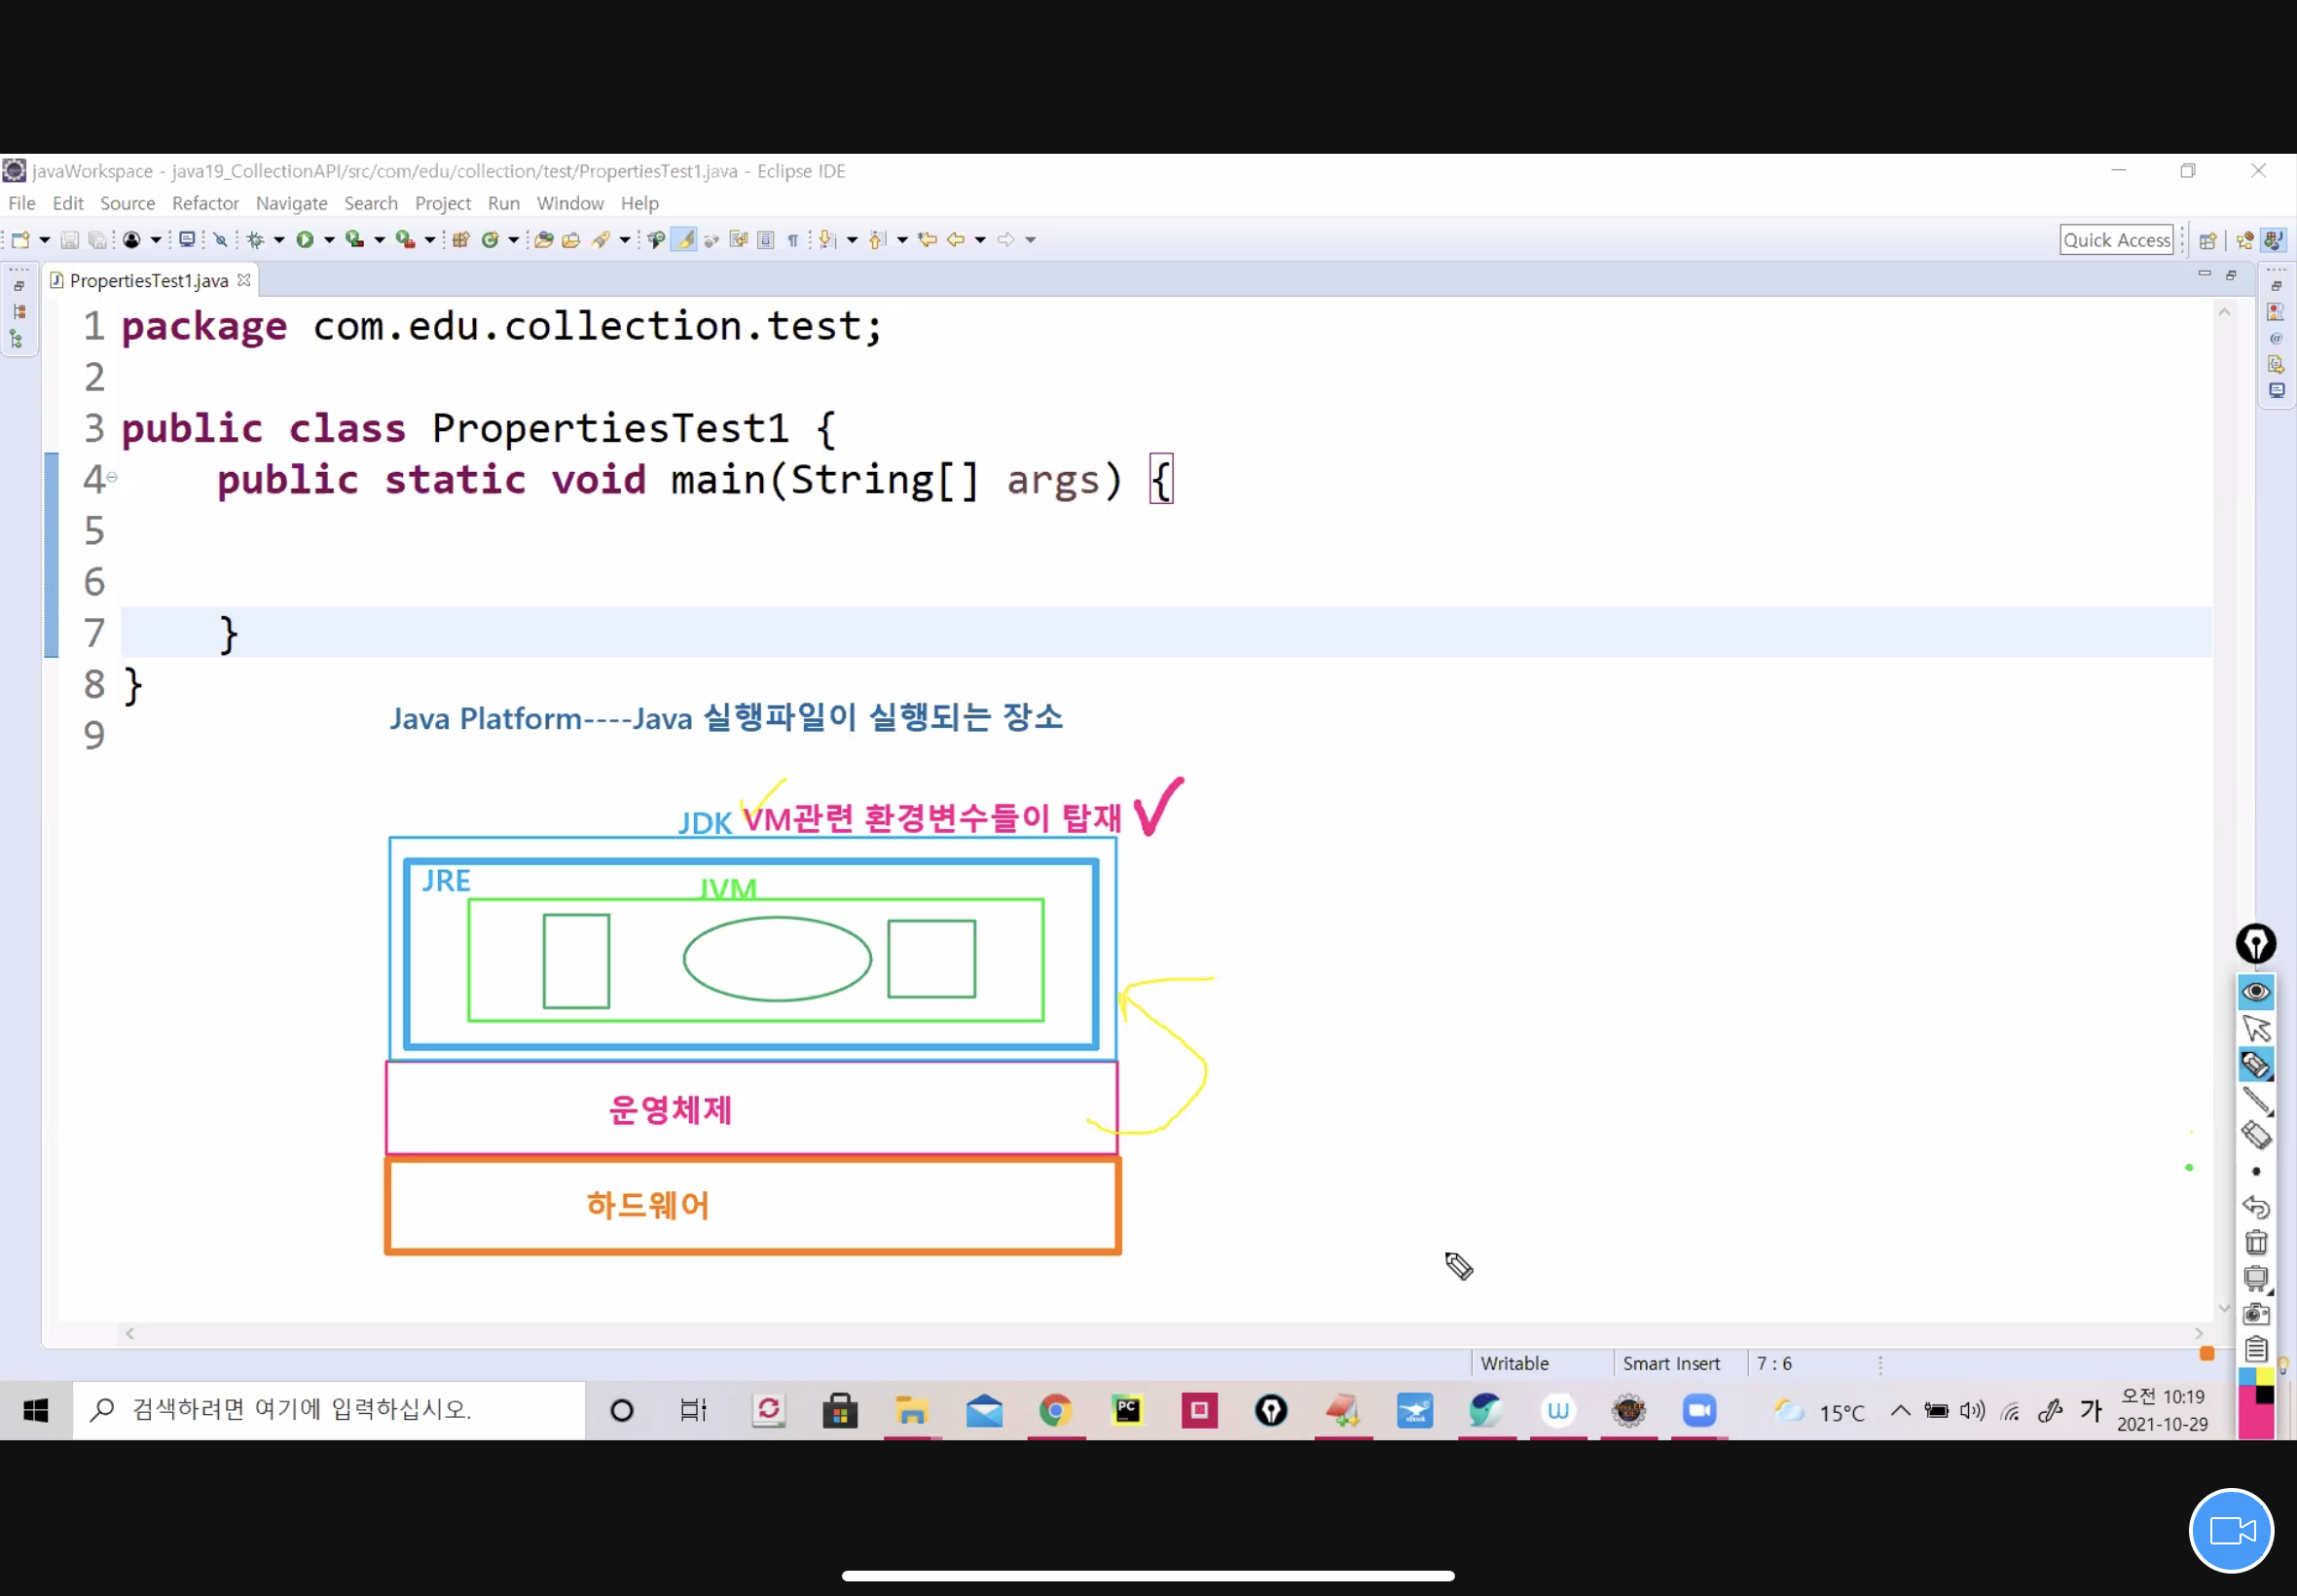 javaWorkspace - java19_CollectionAPI/src/com/edu/collection/test/PropertiesTest1.java - Eclipse IDE
File Edit Source Refactor Navigate Search Project Run Window Help
Quick Access
PropertiesTest1.java
1 package com.edu.collection.test;
2
3 public class PropertiesTest1 {
4 public static void main(String[] args) {
5
6
7 }
8 }
9
Java Platform----Java 실행파일이 실행되는 장소
JDK VM관련 환경변수들이 탑재
JRE
JVM
운영체제
하드웨어
Writable Smart Insert 7 : 6
검색하려면 여기에 입력하십시오.
PC
15°C
가
오전 10:19
2021-10-29